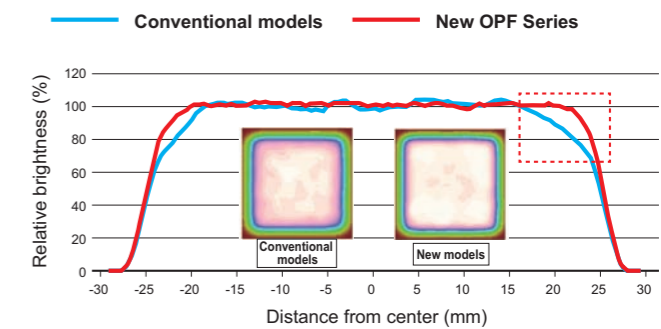 Conventional models New OPF Series
Relative brightness (%)
120
100
80
60
40
20
0
Conventional
models
New models
-30 -25 -20 -15 -10 -5 0 5 10 15 20 25 30
Distance from center (mm)